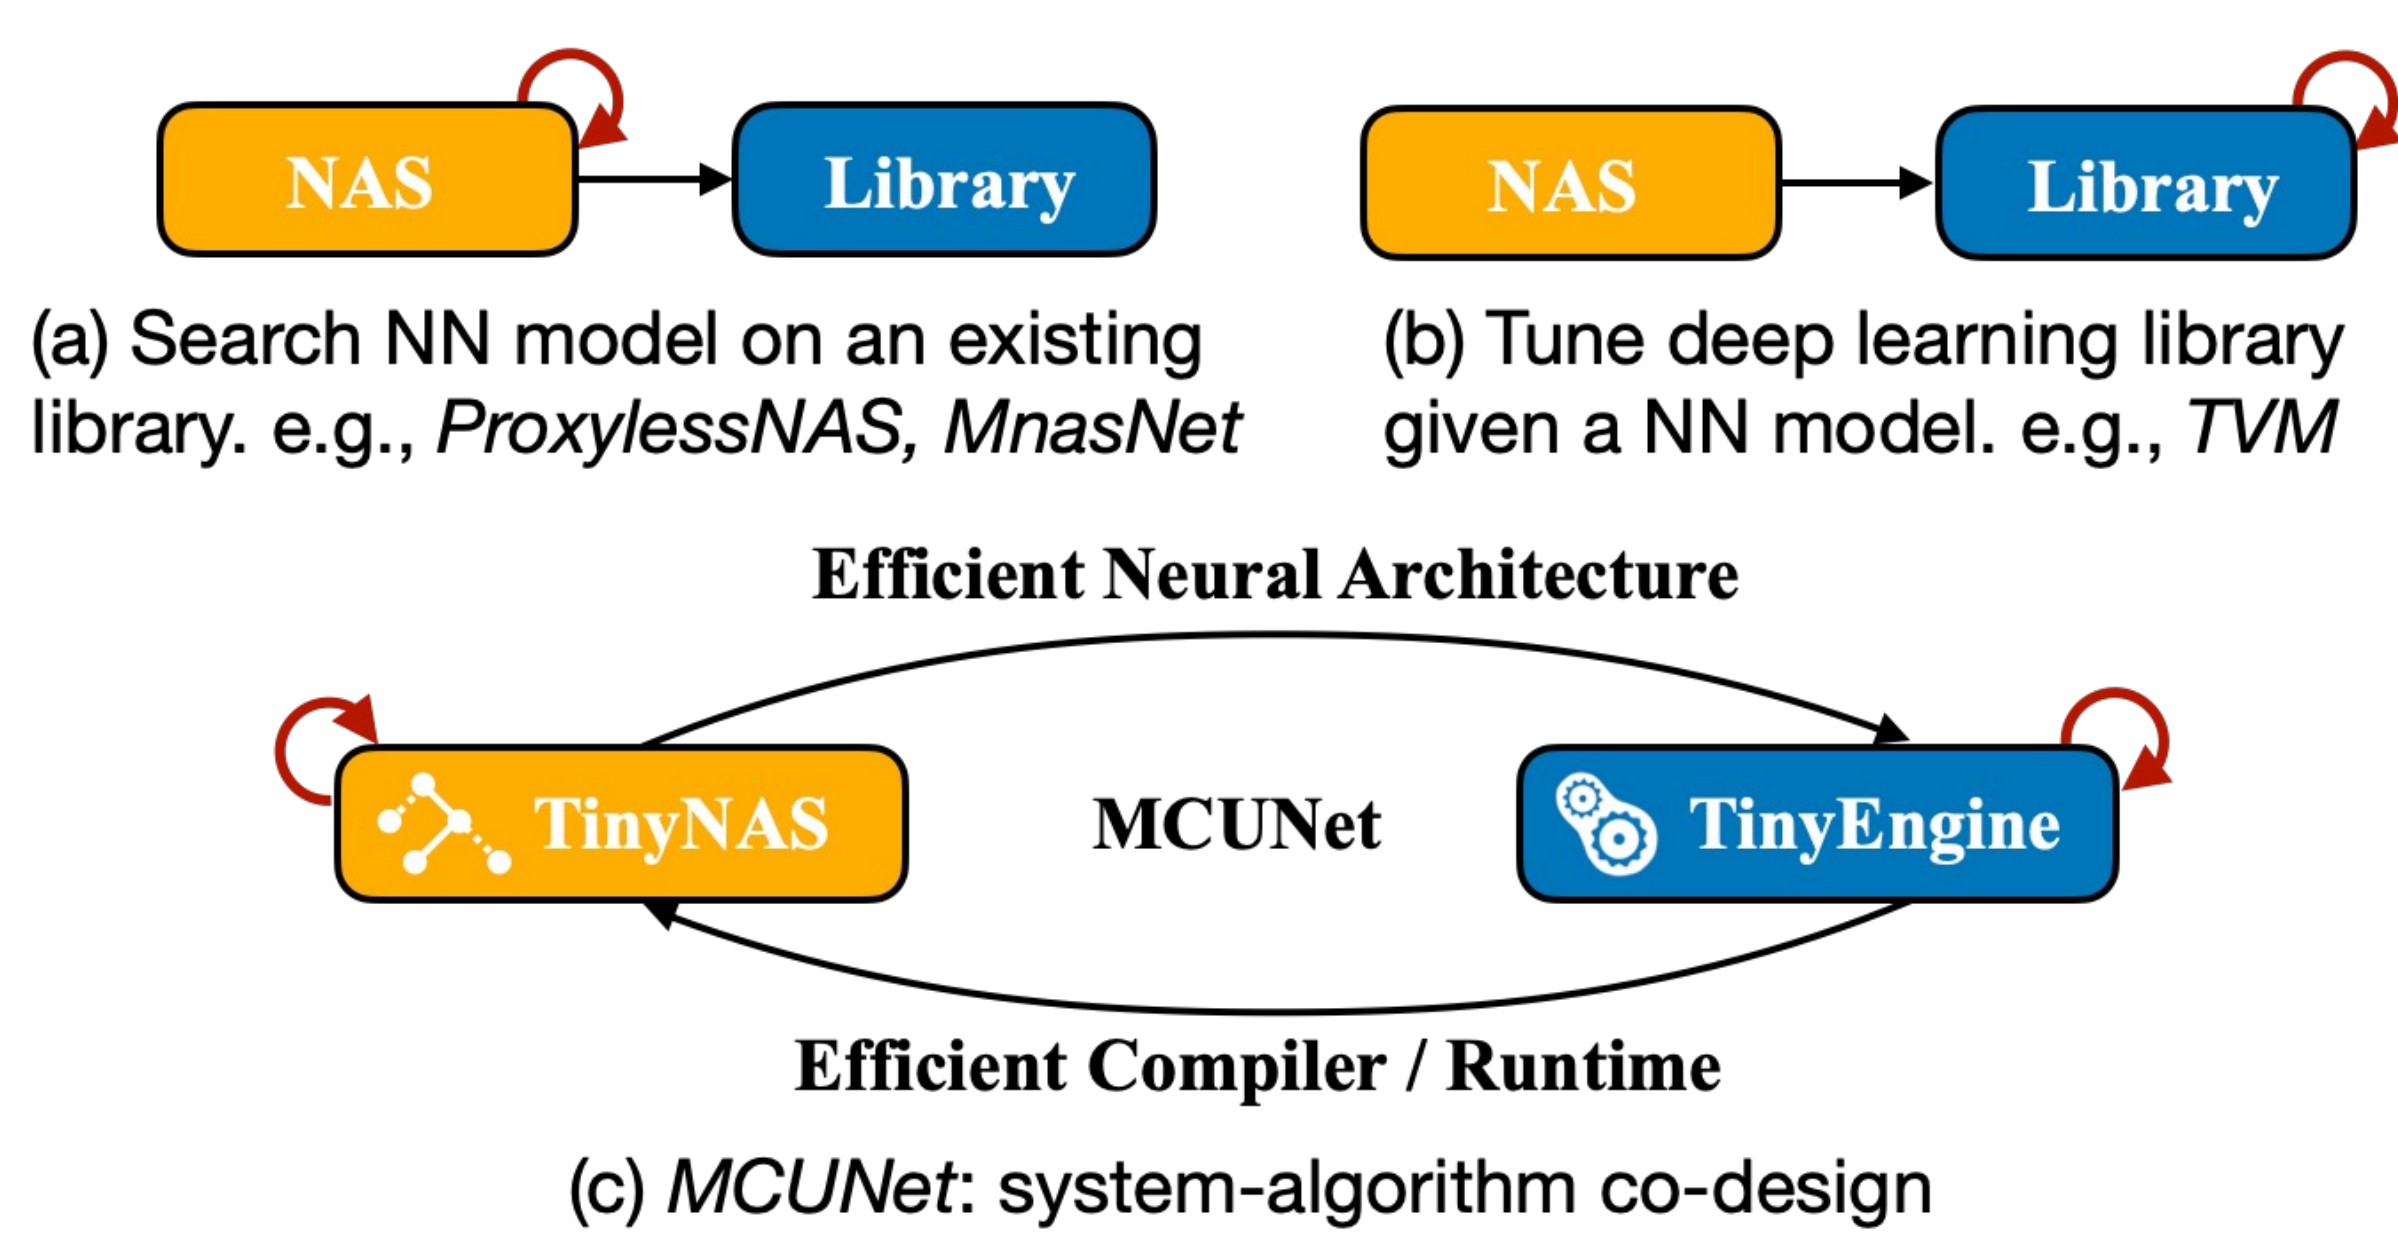 NAS
Library
(a) Search NN model on an existing
library. e.g., ProxylessNAS, MnasNet
NAS
Library
(b) Tune deep learning library
given a NN model. e.g., TVM
Efficient Neural Architecture
TinyNAS
MCUNet
TinyEngine
Efficient Compiler / Runtime
(c) MCUNet: system-algorithm co-design